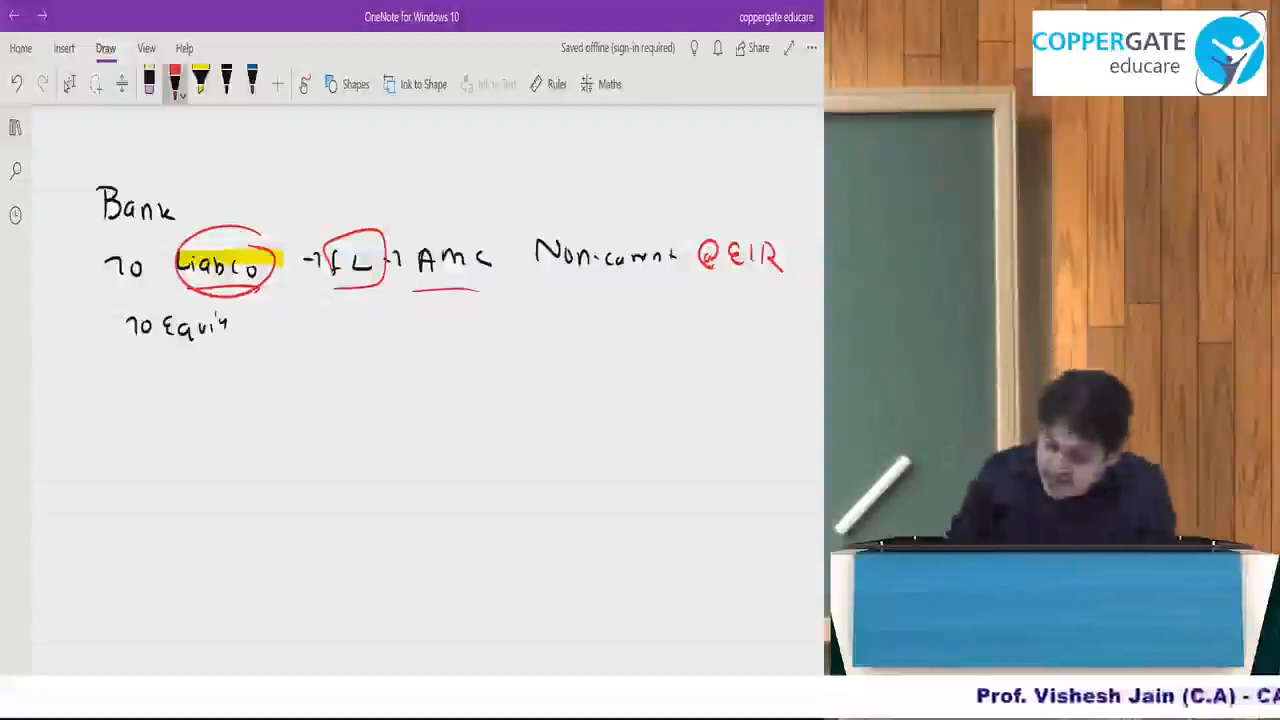 OneNote for Windows 10
coppergate educare
Home Insert Draw View Help
Saved offline (sign-in required)
Share
Shapes
Ink to Shape
Ink to Text
Ruler
Maths
COPPERGATE
educare
Bank
To Liabco → FL → AMC Non-current @ EIR
To Equity
Prof. Vishesh Jain (C.A) - CA